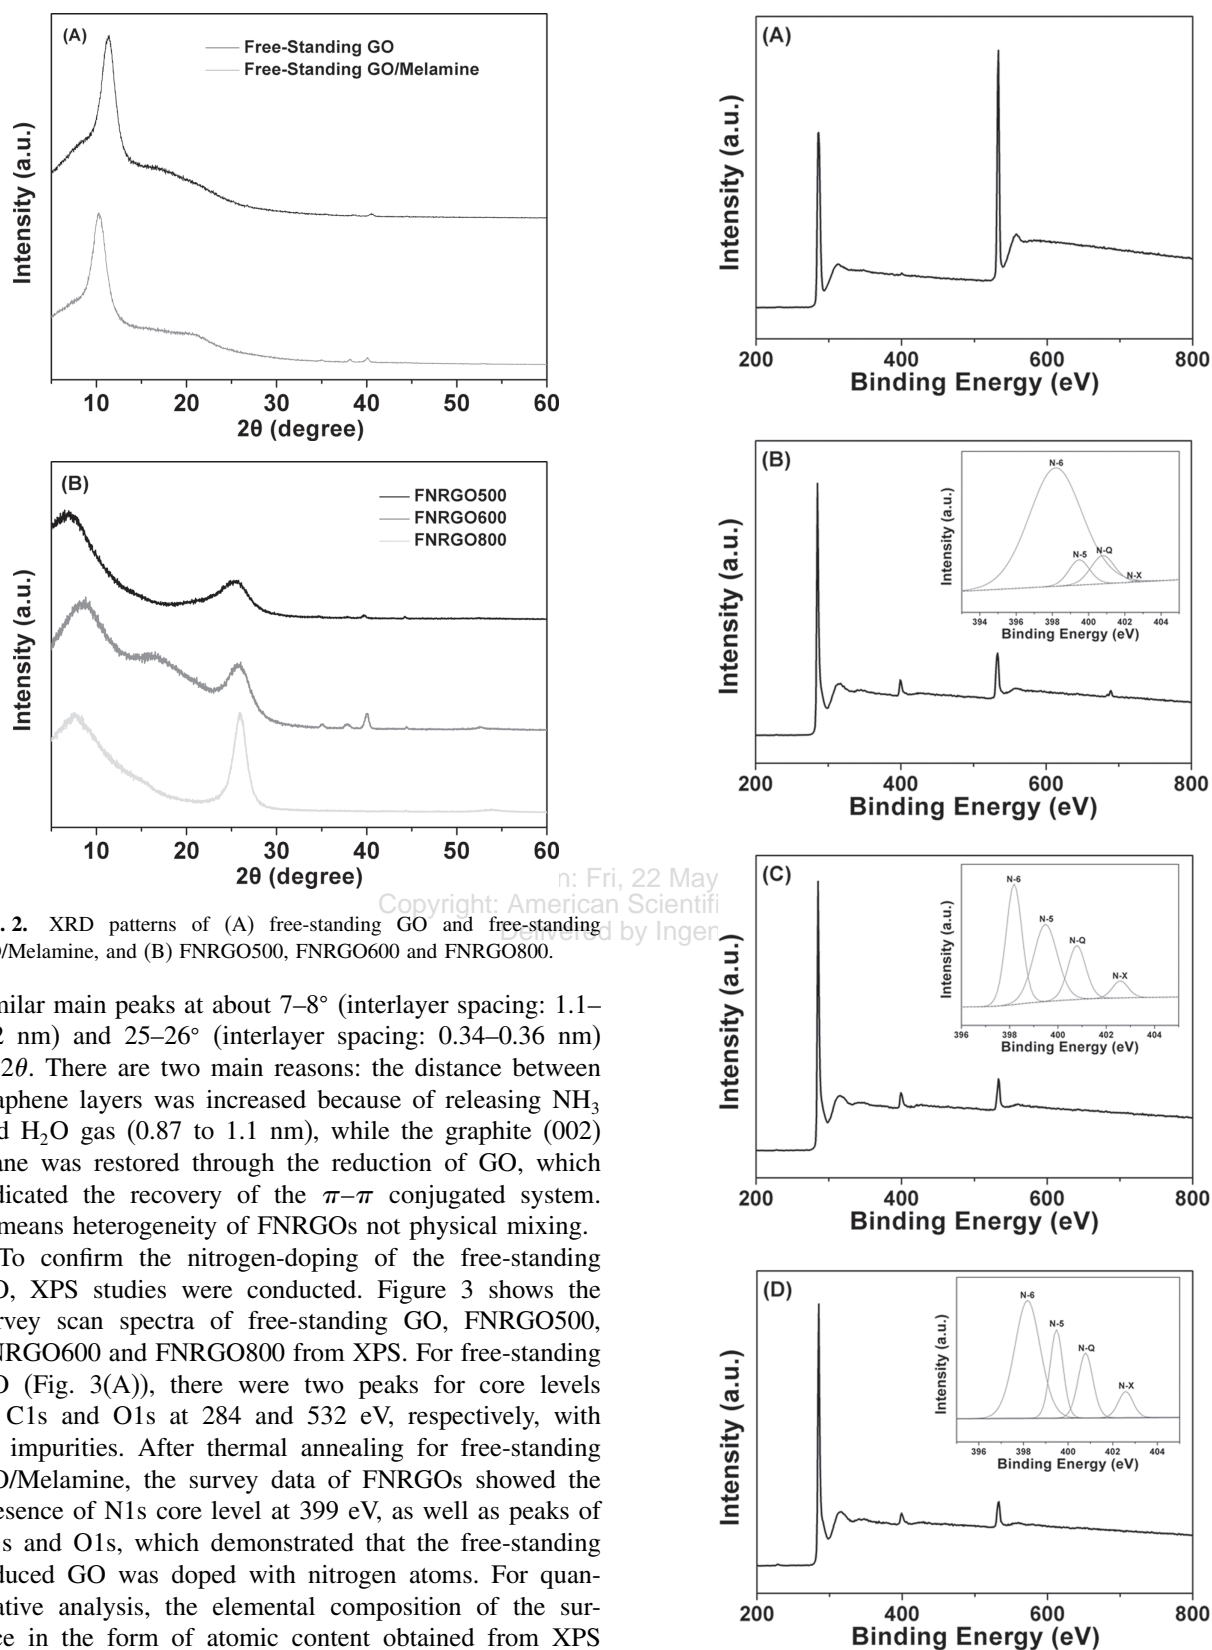 (A)
Free-Standing GO
Free-Standing GO/Melamine
Intensity (a.u.)
10 20 30 40 50 60
2θ (degree)
(B)
FNRGO500
FNRGO600
FNRGO800
Intensity (a.u.)
10 20 30 40 50 60
2θ (degree)
n: Fri, 22 May
Copyright: American Scientifi
Delivered by Inger
. 2. XRD patterns of (A) free-standing GO and free-standing
O/Melamine, and (B) FNRGO500, FNRGO600 and FNRGO800.
milar main peaks at about 7–8° (interlayer spacing: 1.1–
2 nm) and 25–26° (interlayer spacing: 0.34–0.36 nm)
2θ. There are two main reasons: the distance between
aphene layers was increased because of releasing NH₃
d H₂O gas (0.87 to 1.1 nm), while the graphite (002)
ane was restored through the reduction of GO, which
dicated the recovery of the π–π conjugated system.
means heterogeneity of FNRGOs not physical mixing.
To confirm the nitrogen-doping of the free-standing
O, XPS studies were conducted. Figure 3 shows the
rvey scan spectra of free-standing GO, FNRGO500,
NRGO600 and FNRGO800 from XPS. For free-standing
O (Fig. 3(A)), there were two peaks for core levels
C1s and O1s at 284 and 532 eV, respectively, with
impurities. After thermal annealing for free-standing
O/Melamine, the survey data of FNRGOs showed the
esence of N1s core level at 399 eV, as well as peaks of
s and O1s, which demonstrated that the free-standing
duced GO was doped with nitrogen atoms. For quan-
ative analysis, the elemental composition of the sur-
ce in the form of atomic content obtained from XPS
(A)
Intensity (a.u.)
200 400 600 800
Binding Energy (eV)
(B)
N-6
N-5
N-Q
N-X
Intensity (a.u.)
394 396 398 400 402 404
Binding Energy (eV)
Intensity (a.u.)
200 400 600 800
Binding Energy (eV)
(C)
N-6
N-5
N-Q
N-X
Intensity (a.u.)
396 398 400 402 404
Binding Energy (eV)
Intensity (a.u.)
200 400 600 800
Binding Energy (eV)
(D)
N-6
N-5
N-Q
N-X
Intensity (a.u.)
396 398 400 402 404
Binding Energy (eV)
Intensity (a.u.)
200 400 600 800
Binding Energy (eV)